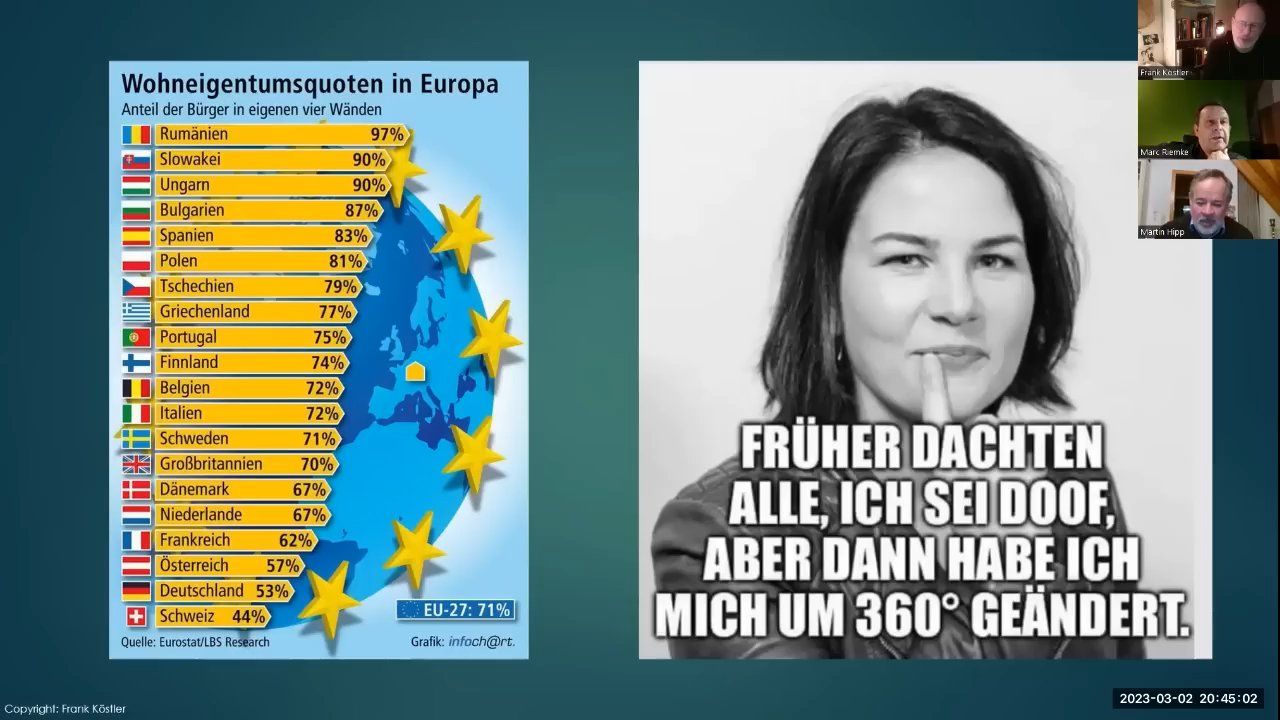 Wohneigentumsquoten in Europa
Anteil der Bürger in eigenen vier Wänden
Rumänien 97%
Slowakei 90%
Ungarn 90%
Bulgarien 87%
Spanien 83%
Polen 81%
Tschechien 79%
Griechenland 77%
Portugal 75%
Finnland 74%
Belgien 72%
Italien 72%
Schweden 71%
Großbritannien 70%
Dänemark 67%
Niederlande 67%
Frankreich 62%
Österreich 57%
Deutschland 53%
Schweiz 44%
EU-27: 71%
Quelle: Eurostat/LBS Research
Grafik: infoch@rt.
FRÜHER DACHTEN
ALLE, ICH SEI DOOF,
ABER DANN HABE ICH
MICH UM 360° GEÄNDERT.
Frank Köstler
Marc Riemke
Martin Hipp
Copyright: Frank Köstler
2023-03-02 20:45:02